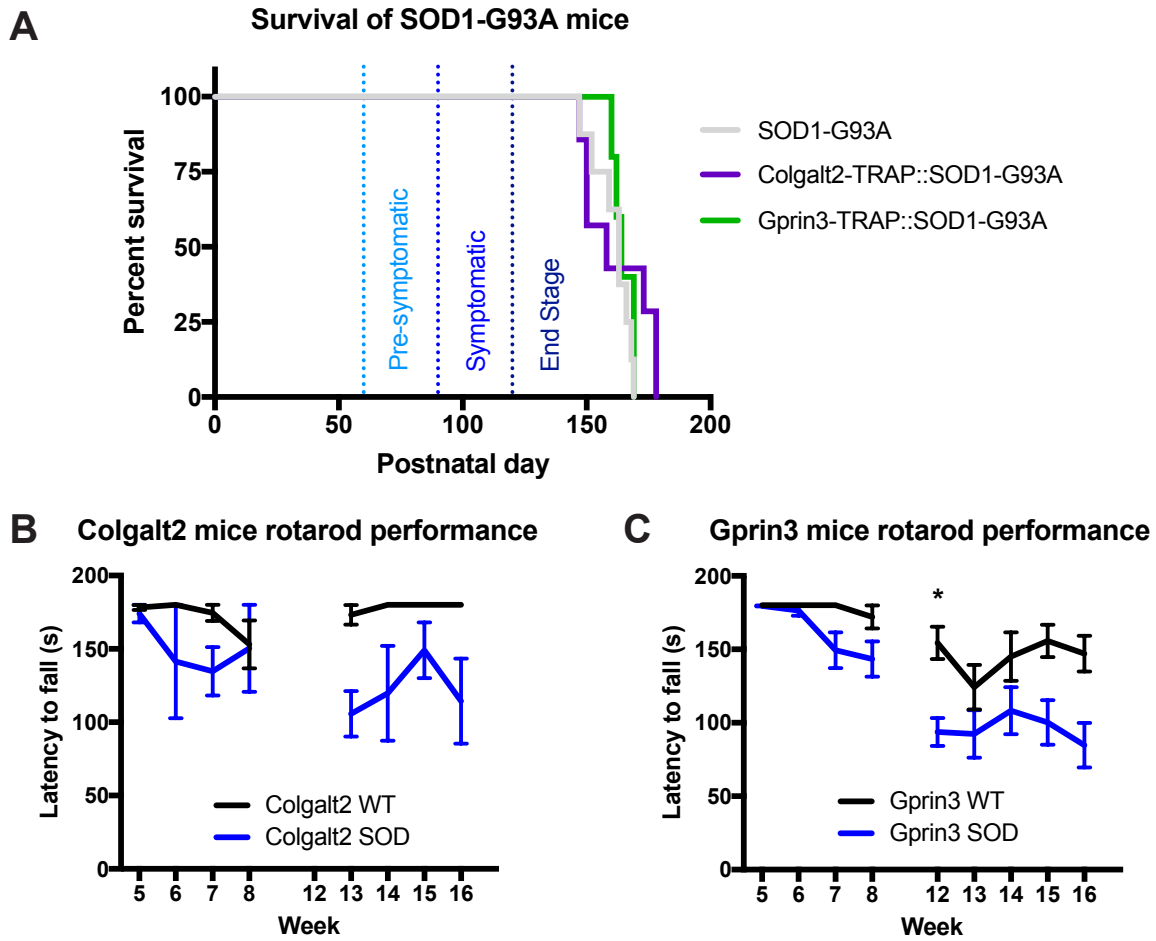 A
Survival of SOD1-G93A mice
Percent survival
100
75
50
25
0
Pre-symptomatic
Symptomatic
End Stage
0 50 100 150 200
Postnatal day
SOD1-G93A
Colgalt2-TRAP::SOD1-G93A
Gprin3-TRAP::SOD1-G93A
B
Colgalt2 mice rotarod performance
Latency to fall (s)
200
150
100
50
0
Colgalt2 WT
Colgalt2 SOD
5 6 7 8 12 13 14 15 16
Week
C
Gprin3 mice rotarod performance
Latency to fall (s)
200
150
100
50
0
*
Gprin3 WT
Gprin3 SOD
5 6 7 8 12 13 14 15 16
Week